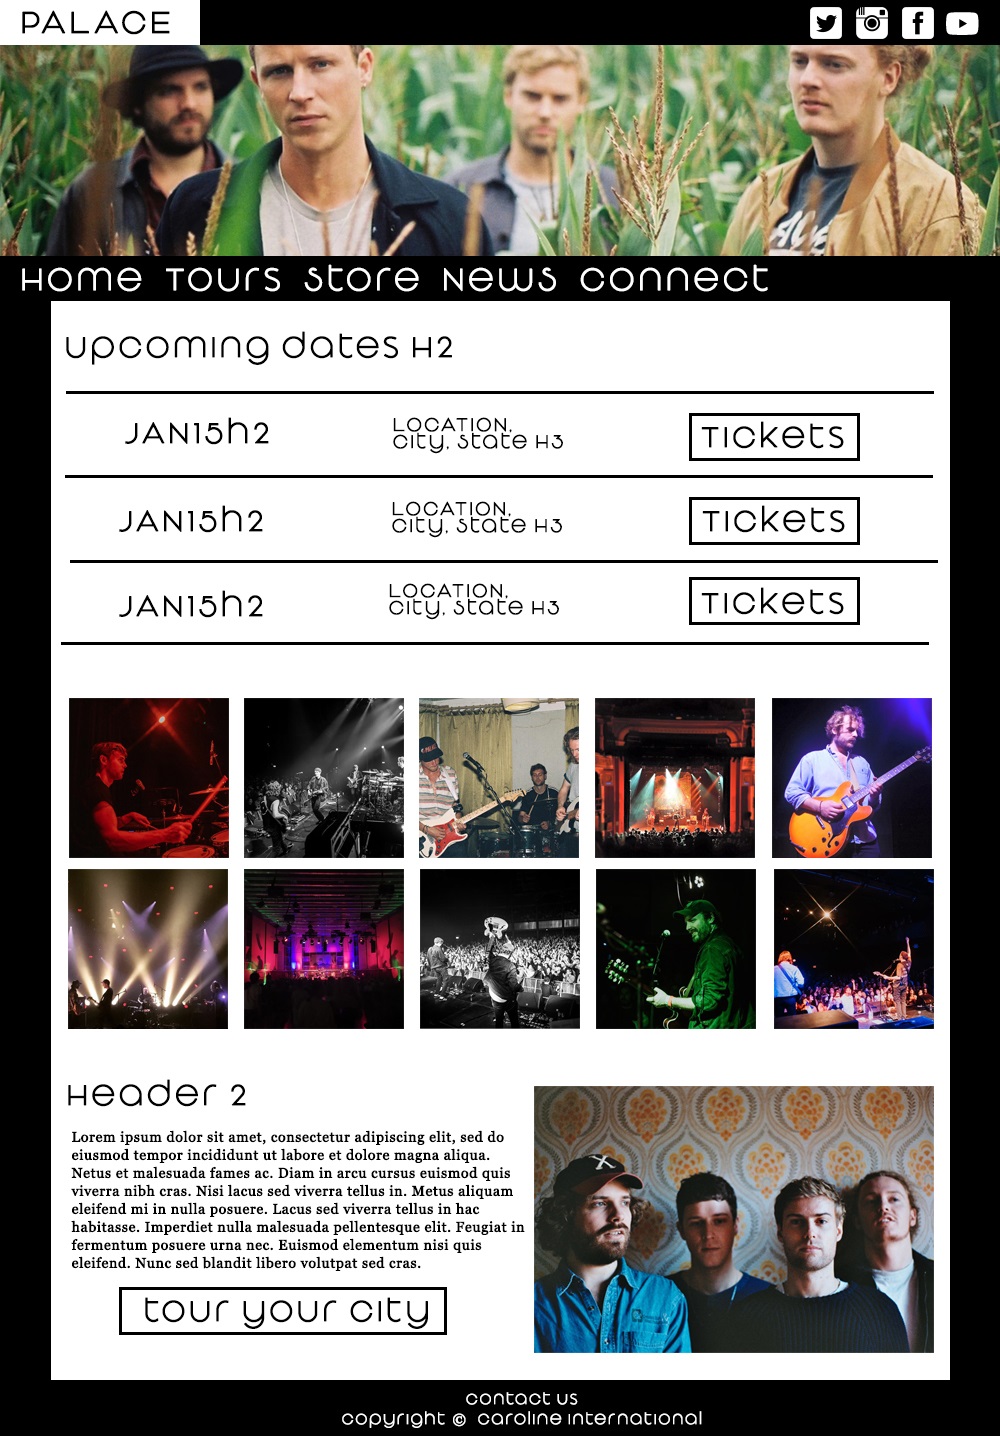 PALACE
Home Tours Store News Connect
upcoming dates H2
JAN15h2
LOCATION,
City, State H3
Tickets
JAN15h2
LOCATION,
City, State H3
Tickets
JAN15h2
LOCATION,
City, State H3
Tickets
Header 2
Lorem ipsum dolor sit amet, consectetur adipiscing elit, sed do
eiusmod tempor incididunt ut labore et dolore magna aliqua.
Netus et malesuada fames ac. Diam in arcu cursus euismod quis
viverra nibh cras. Nisi lacus sed viverra tellus in. Metus aliquam
eleifend mi in nulla posuere. Lacus sed viverra tellus in hac
habitasse. Imperdiet nulla malesuada pellentesque elit. Feugiat in
fermentum posuere urna nec. Euismod elementum nisi quis
eleifend. Nunc sed blandit libero volutpat sed cras.
tour your city
contact us
copyright © caroline international